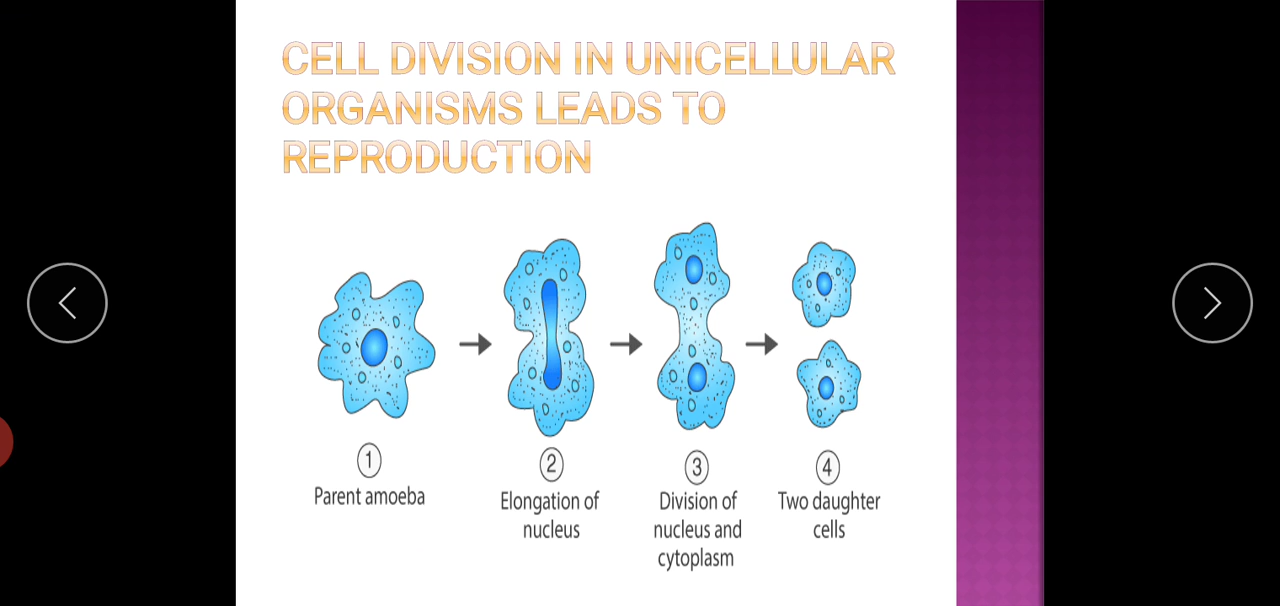 CELL DIVISION IN UNICELLULAR
ORGANISMS LEADS TO
REPRODUCTION
1
Parent amoeba
2
Elongation of
nucleus
3
Division of
nucleus and
cytoplasm
4
Two daughter
cells